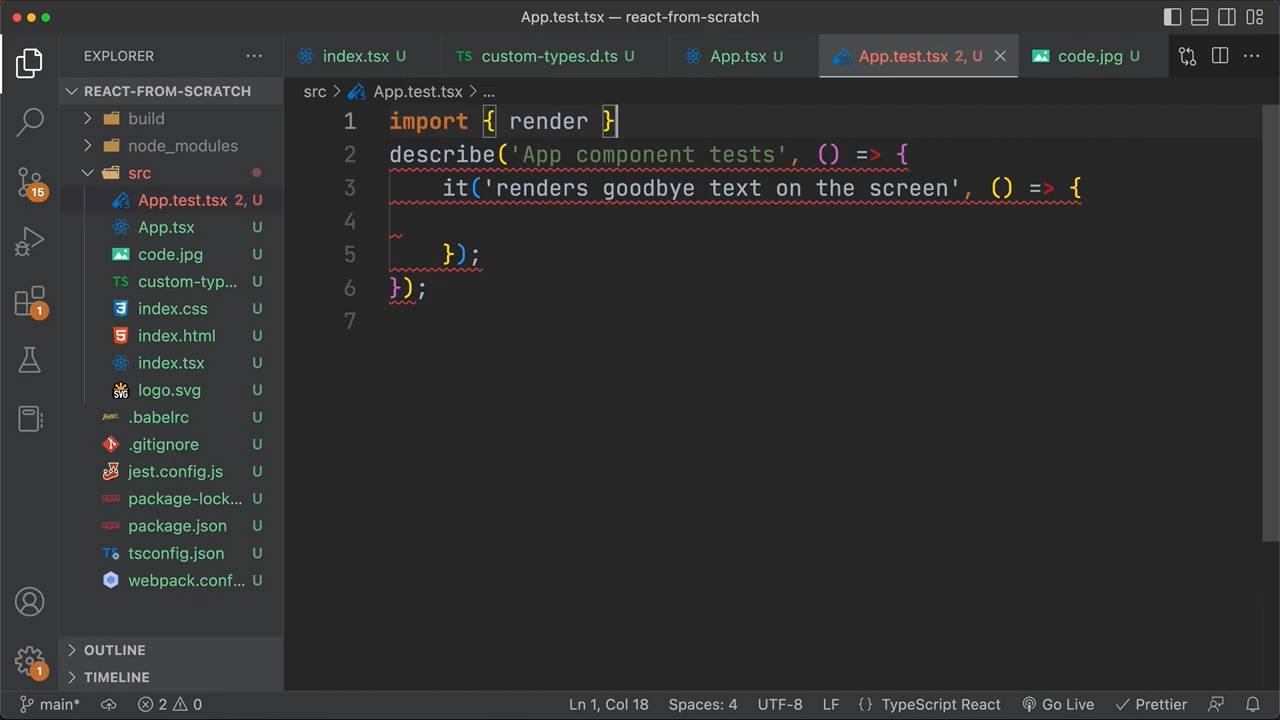 App.test.tsx — react-from-scratch
EXPLORER
REACT-FROM-SCRATCH
build
node_modules
src
App.test.tsx 2, U
App.tsx U
code.jpg U
custom-typ... U
index.css U
index.html U
index.tsx U
logo.svg U
.babelrc U
.gitignore U
jest.config.js U
package-lock... U
package.json U
tsconfig.json U
webpack.conf... U
OUTLINE
TIMELINE
15
1
1
index.tsx U
custom-types.d.ts U
App.tsx U
App.test.tsx 2, U
code.jpg U
src > App.test.tsx > ...
1 import { render }
2 describe('App component tests', () => {
3 it('renders goodbye text on the screen', () => {
4
5 });
6 });
7
main*
2 0
Ln 1, Col 18
Spaces: 4
UTF-8
LF
{} TypeScript React
Go Live
Prettier